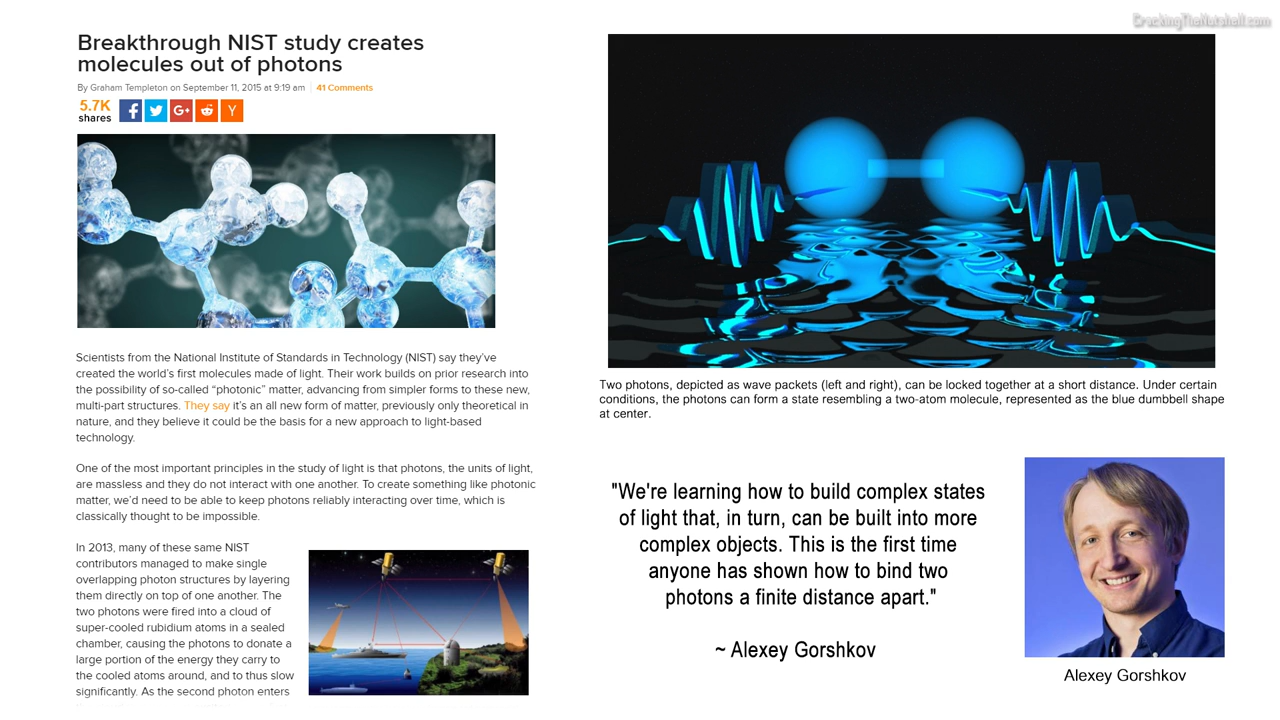 CrackingTheNutshell.com
Breakthrough NIST study creates
molecules out of photons
By Graham Templeton on September 11, 2015 at 9:19 am
41 Comments
5.7K
shares
f
G+
Y
Scientists from the National Institute of Standards in Technology (NIST) say they've
created the world's first molecules made of light. Their work builds on prior research into
the possibility of so-called “photonic” matter, advancing from simpler forms to these new,
multi-part structures. They say it's an all new form of matter, previously only theoretical in
nature, and they believe it could be the basis for a new approach to light-based
technology.
One of the most important principles in the study of light is that photons, the units of light,
are massless and they do not interact with one another. To create something like photonic
matter, we'd need to be able to keep photons reliably interacting over time, which is
classically thought to be impossible.
In 2013, many of these same NIST
contributors managed to make single
overlapping photon structures by layering
them directly on top of one another. The
two photons were fired into a cloud of
super-cooled rubidium atoms in a sealed
chamber, causing the photons to donate a
large portion of the energy they carry to
the cooled atoms around, and to thus slow
significantly. As the second photon enters
Two photons, depicted as wave packets (left and right), can be locked together at a short distance. Under certain
conditions, the photons can form a state resembling a two-atom molecule, represented as the blue dumbbell shape
at center.
"We're learning how to build complex states
of light that, in turn, can be built into more
complex objects. This is the first time
anyone has shown how to bind two
photons a finite distance apart."
~ Alexey Gorshkov
Alexey Gorshkov